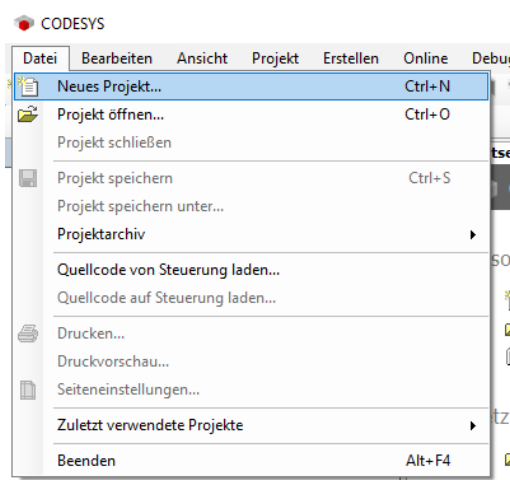 CODESYS
Datei Bearbeiten Ansicht Projekt Erstellen Online
Neues Projekt... Ctrl+N
Projekt öffnen... Ctrl+O
Projekt schließen
Projekt speichern Ctrl+S
Projekt speichern unter...
Projektarchiv
Quellcode von Steuerung laden...
Quellcode auf Steuerung laden...
Drucken...
Druckvorschau...
Seiteneinstellungen...
Zuletzt verwendete Projekte
Beenden Alt+F4